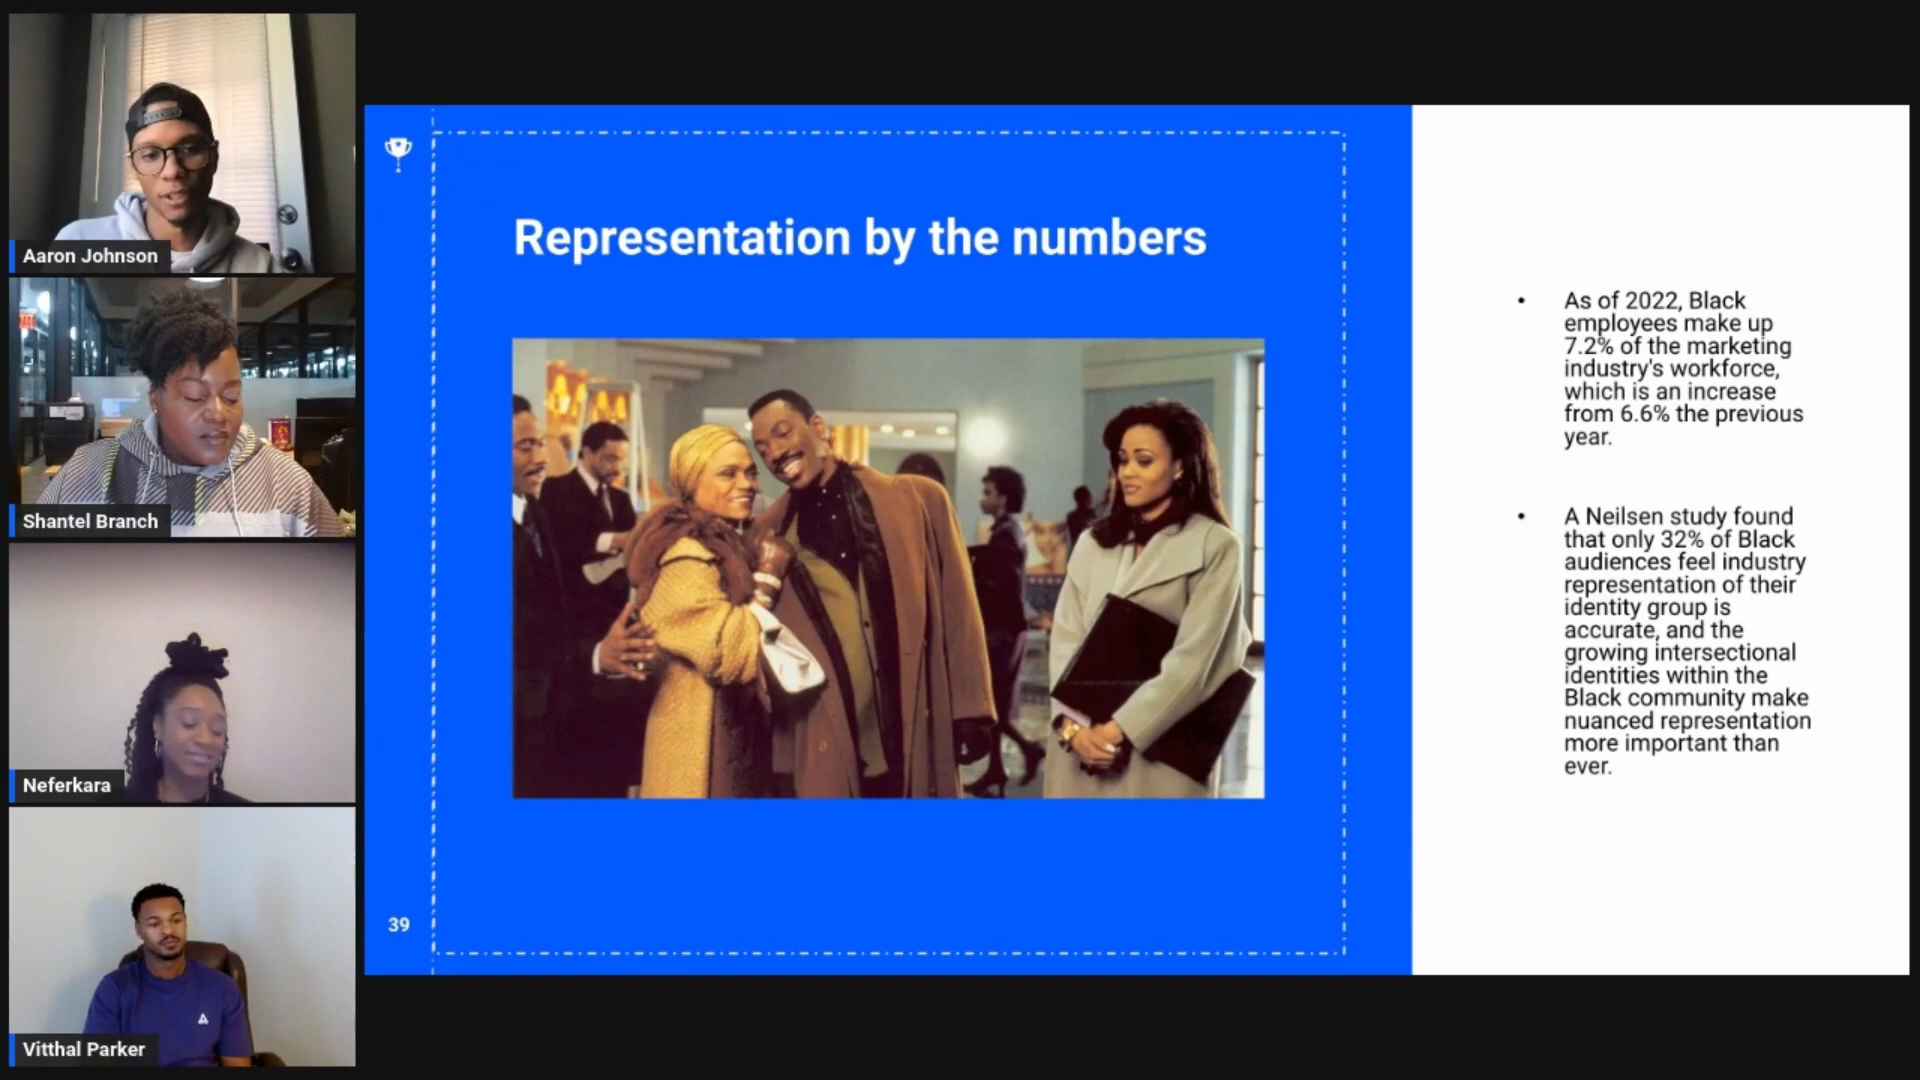 Aaron Johnson
Shantel Branch
Neferkara
Vitthal Parker
Representation by the numbers
39
• As of 2022, Black
employees make up
7.2% of the marketing
industry's workforce,
which is an increase
from 6.6% the previous
year.
• A Neilsen study found
that only 32% of Black
audiences feel industry
representation of their
identity group is
accurate, and the
growing intersectional
identities within the
Black community make
nuanced representation
more important than
ever.